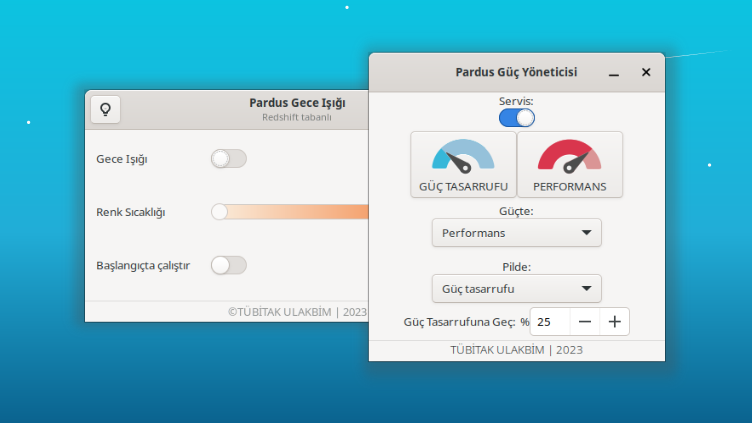 Pardus Gece Işığı
Redshift tabanlı
Gece Işığı
Renk Sıcaklığı
Başlangıçta çalıştır
©TÜBİTAK ULAKBİM | 2023
Pardus Güç Yöneticisi
Servis:
GÜÇ TASARRUFU
PERFORMANS
Güçte:
Performans
Pilde:
Güç tasarrufu
Güç Tasarrufuna Geç: %25
TÜBİTAK ULAKBİM | 2023